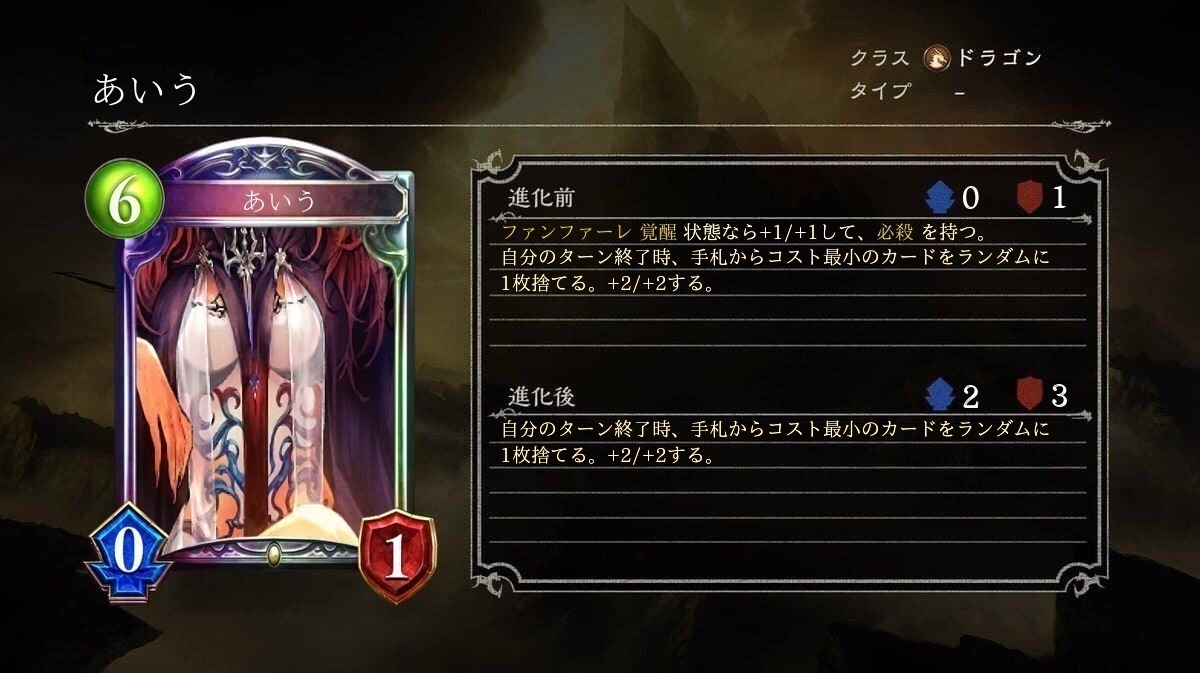 あいう
クラス ドラゴン
タイプ -
6
あいう
0
1
進化前 0 1
ファンファーレ 覚醒 状態なら+1/+1して、必殺 を持つ。
自分のターン終了時、手札からコスト最小のカードをランダムに
1枚捨てる。+2/+2する。
進化後 2 3
自分のターン終了時、手札からコスト最小のカードをランダムに
1枚捨てる。+2/+2する。